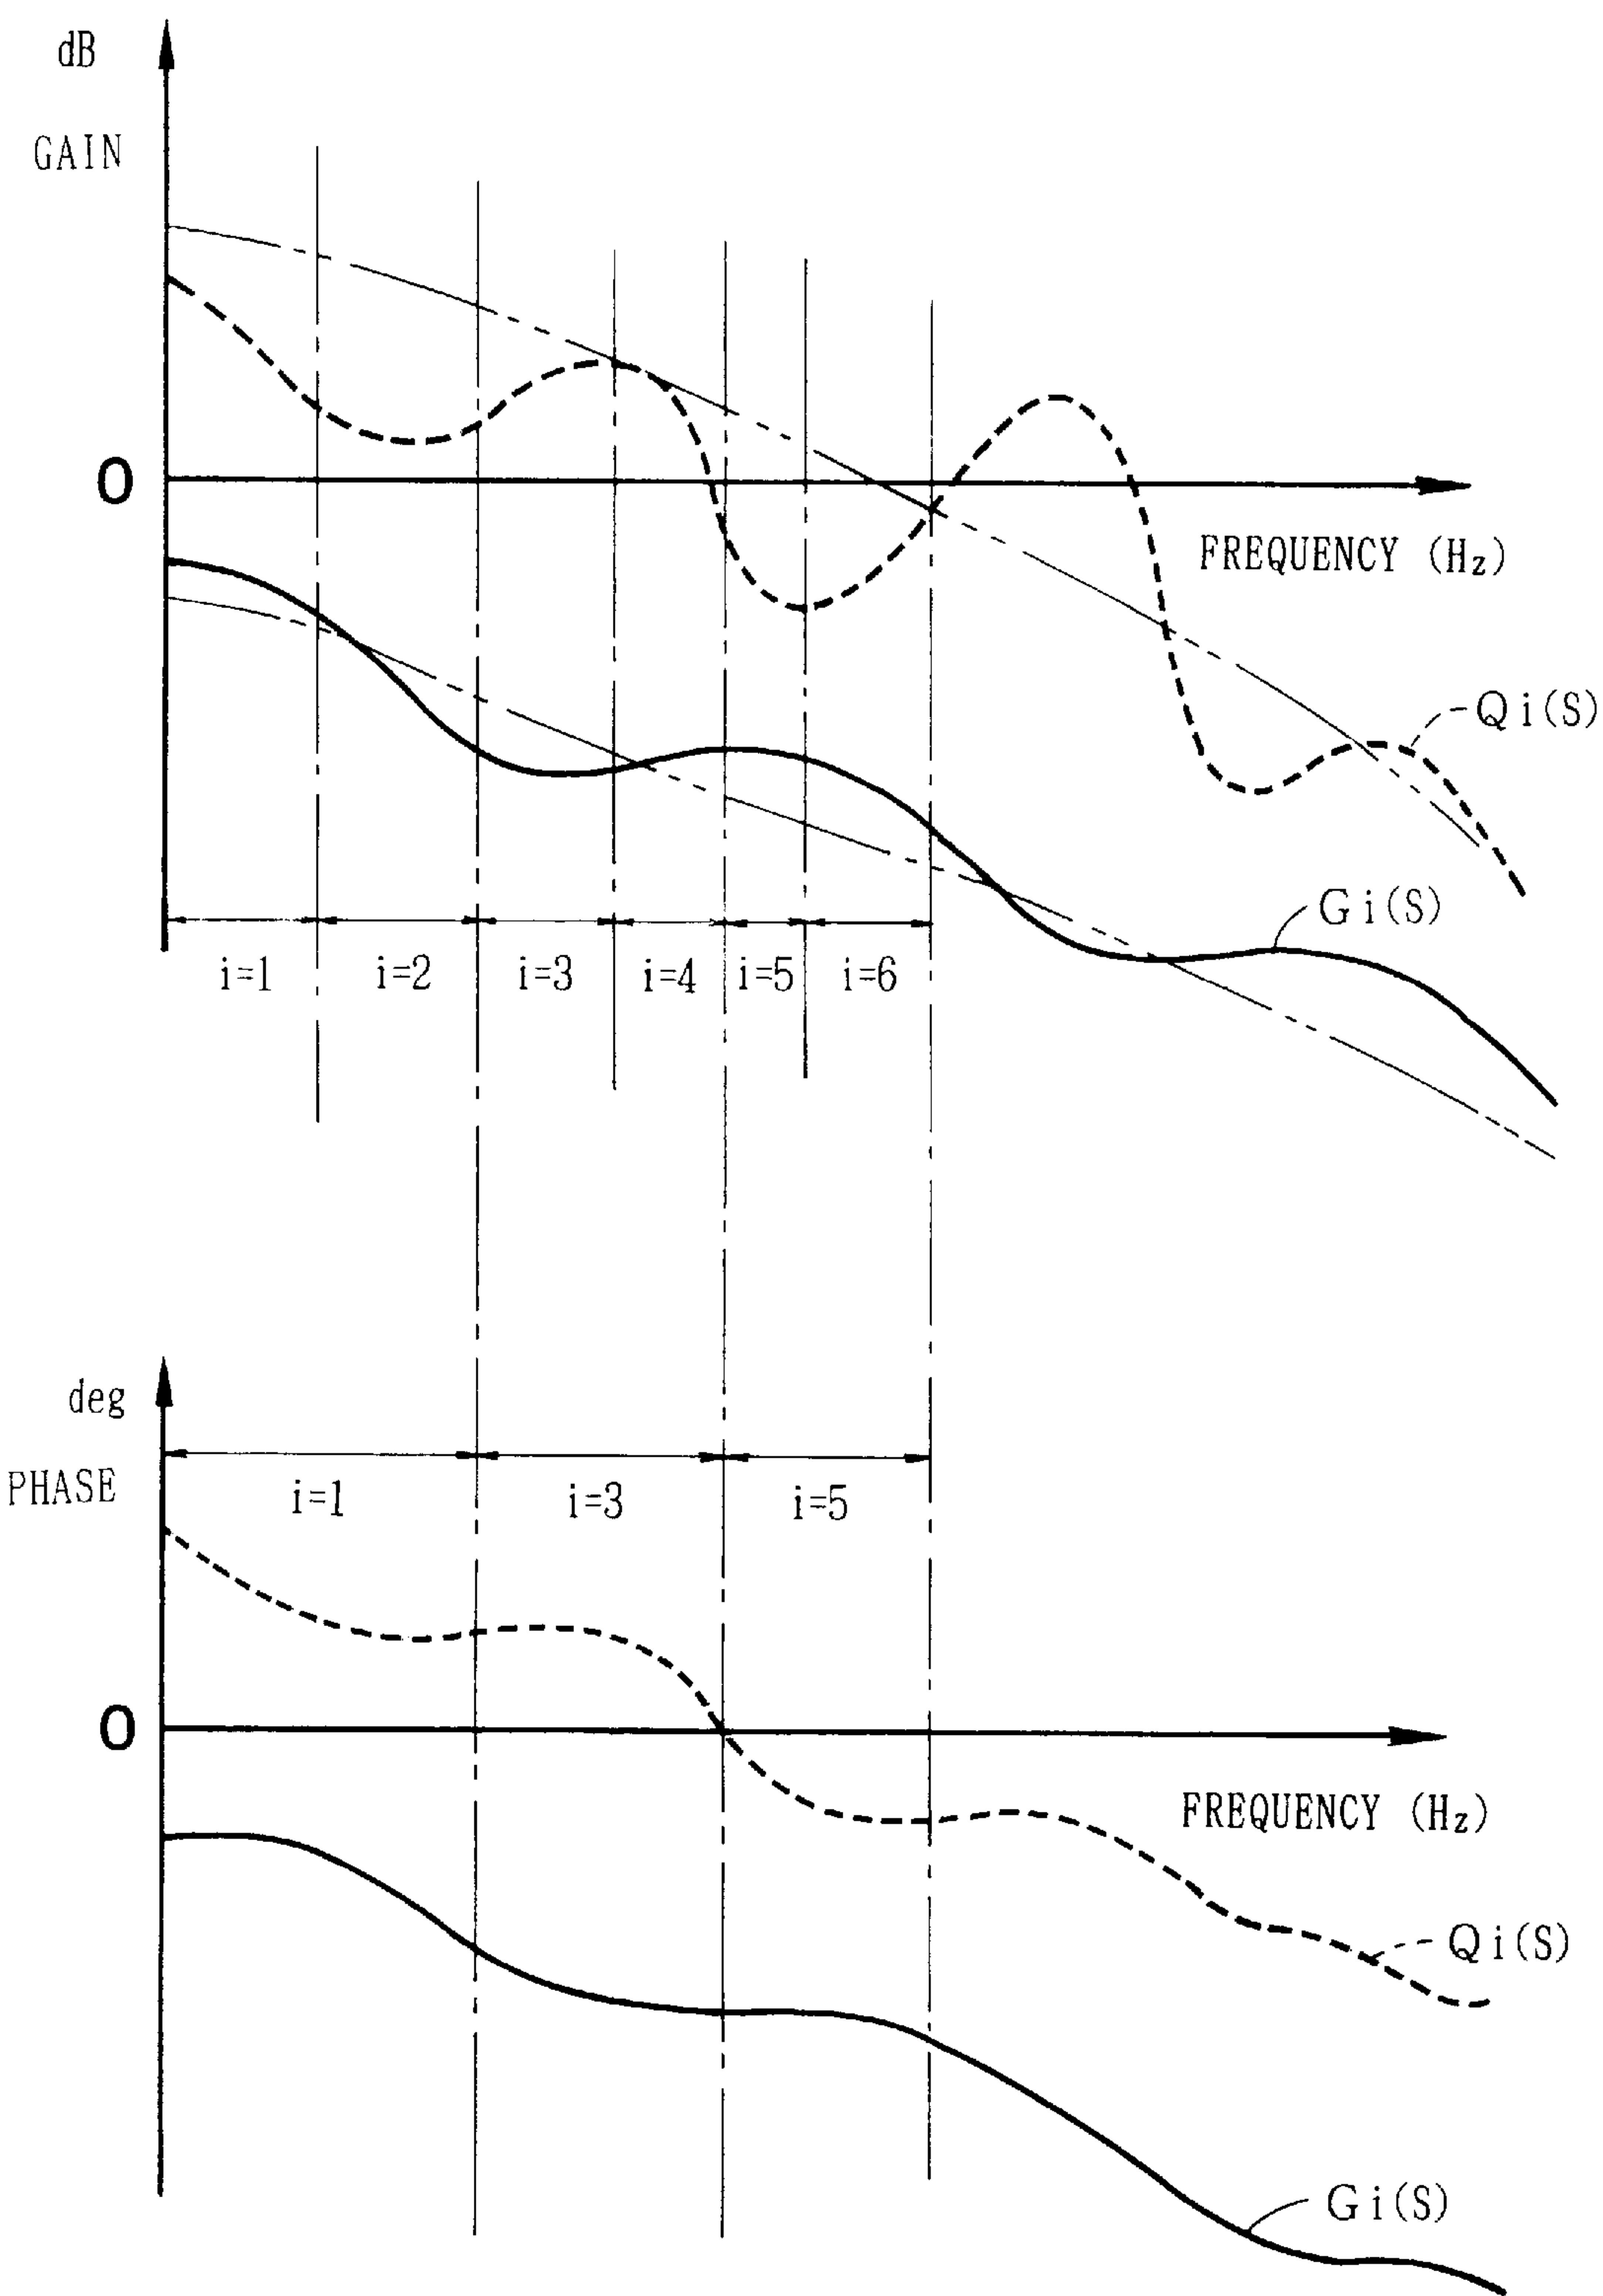 dB
GAIN
0
FREQUENCY (Hz)
Qi(S)
Gi(S)
i=1 i=2 i=3 i=4 i=5 i=6
deg
PHASE
i=1 i=3 i=5
0
FREQUENCY (Hz)
Qi(S)
Gi(S)